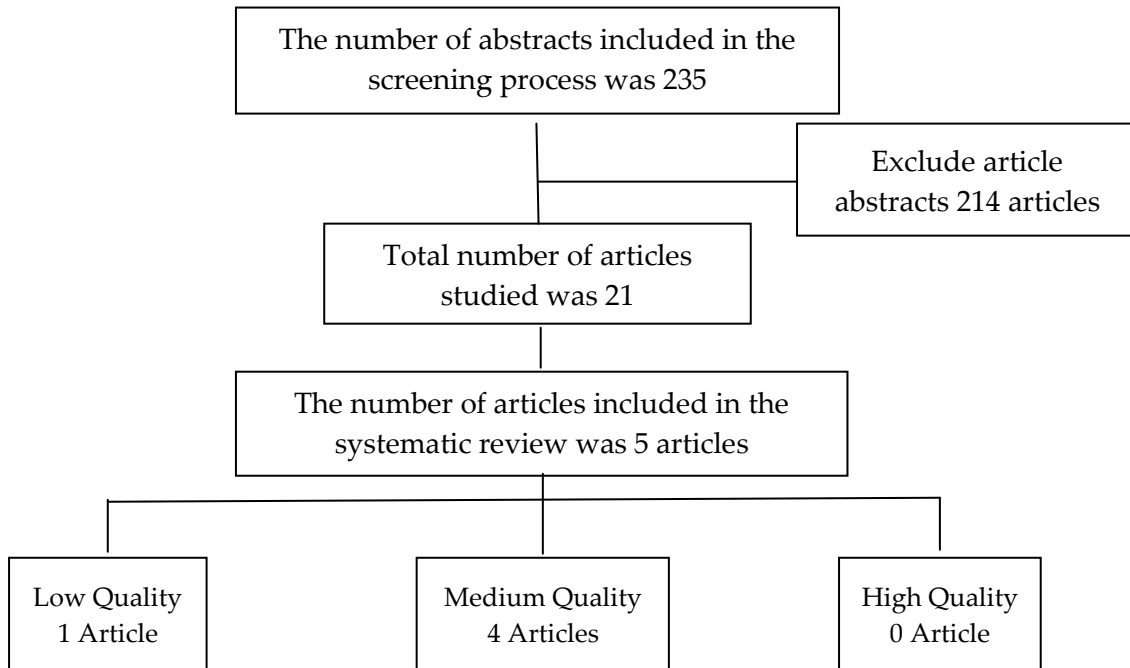 The number of abstracts included in the
screening process was 235
Exclude article
abstracts 214 articles
Total number of articles
studied was 21
The number of articles included in the
systematic review was 5 articles
Low Quality
1 Article
Medium Quality
4 Articles
High Quality
0 Article